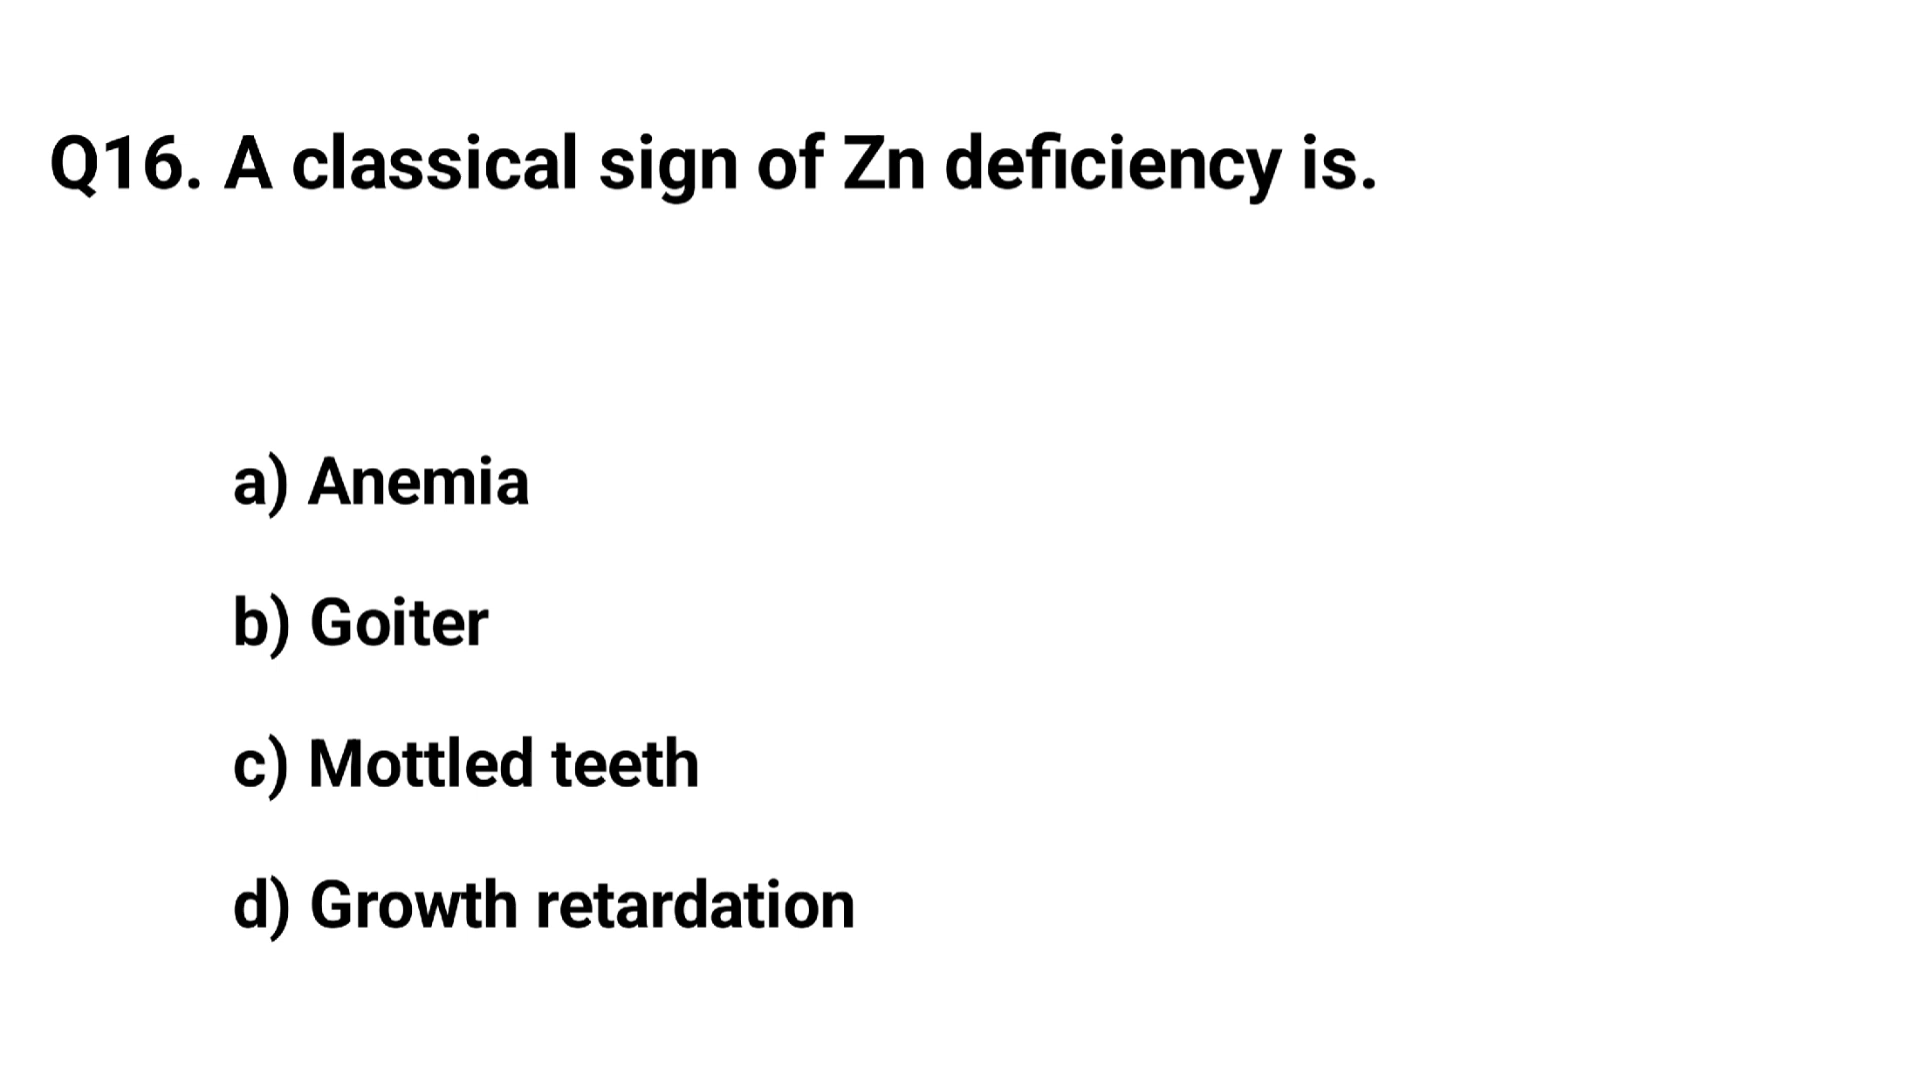 Q16. A classical sign of Zn deficiency is.
a) Anemia
b) Goiter
c) Mottled teeth
d) Growth retardation